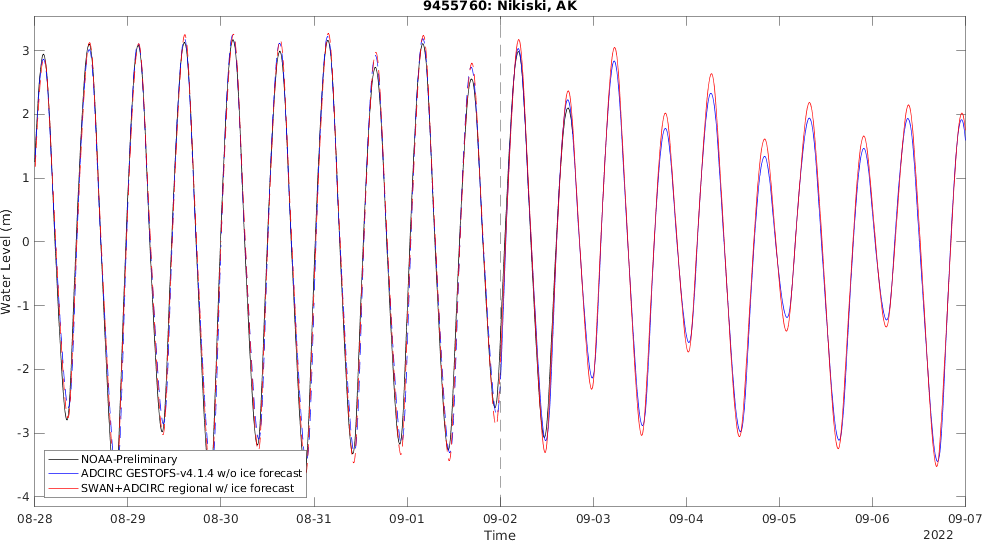 9455760: Nikiski, AK
3
2
1
0
-1
-2
-3
-4
Water Level (m)
NOAA-Preliminary
ADCIRC GESTOFS-v4.1.4 w/o ice forecast
SWAN+ADCIRC regional w/ ice forecast
08-28 08-29 08-30 08-31 09-01 09-02 09-03 09-04 09-05 09-06 09-07
Time
2022